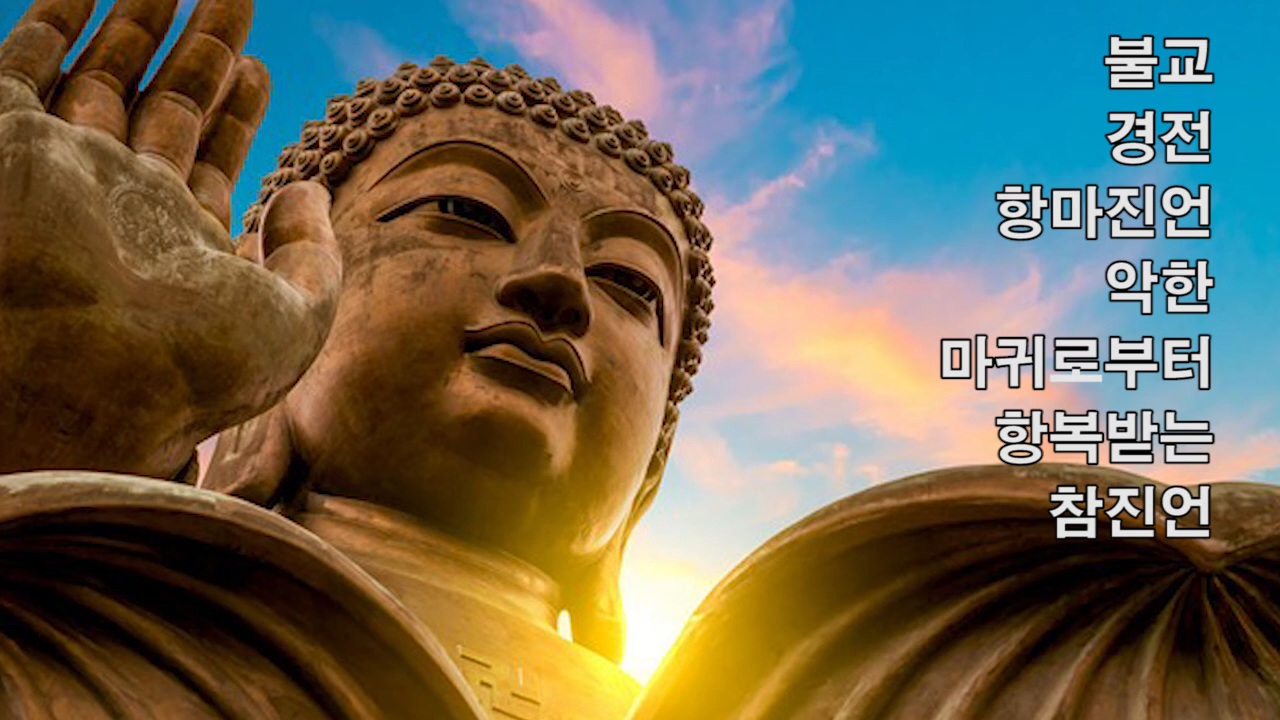 불교
경전
항마진언
악한
마귀로부터
항복받는
참진언